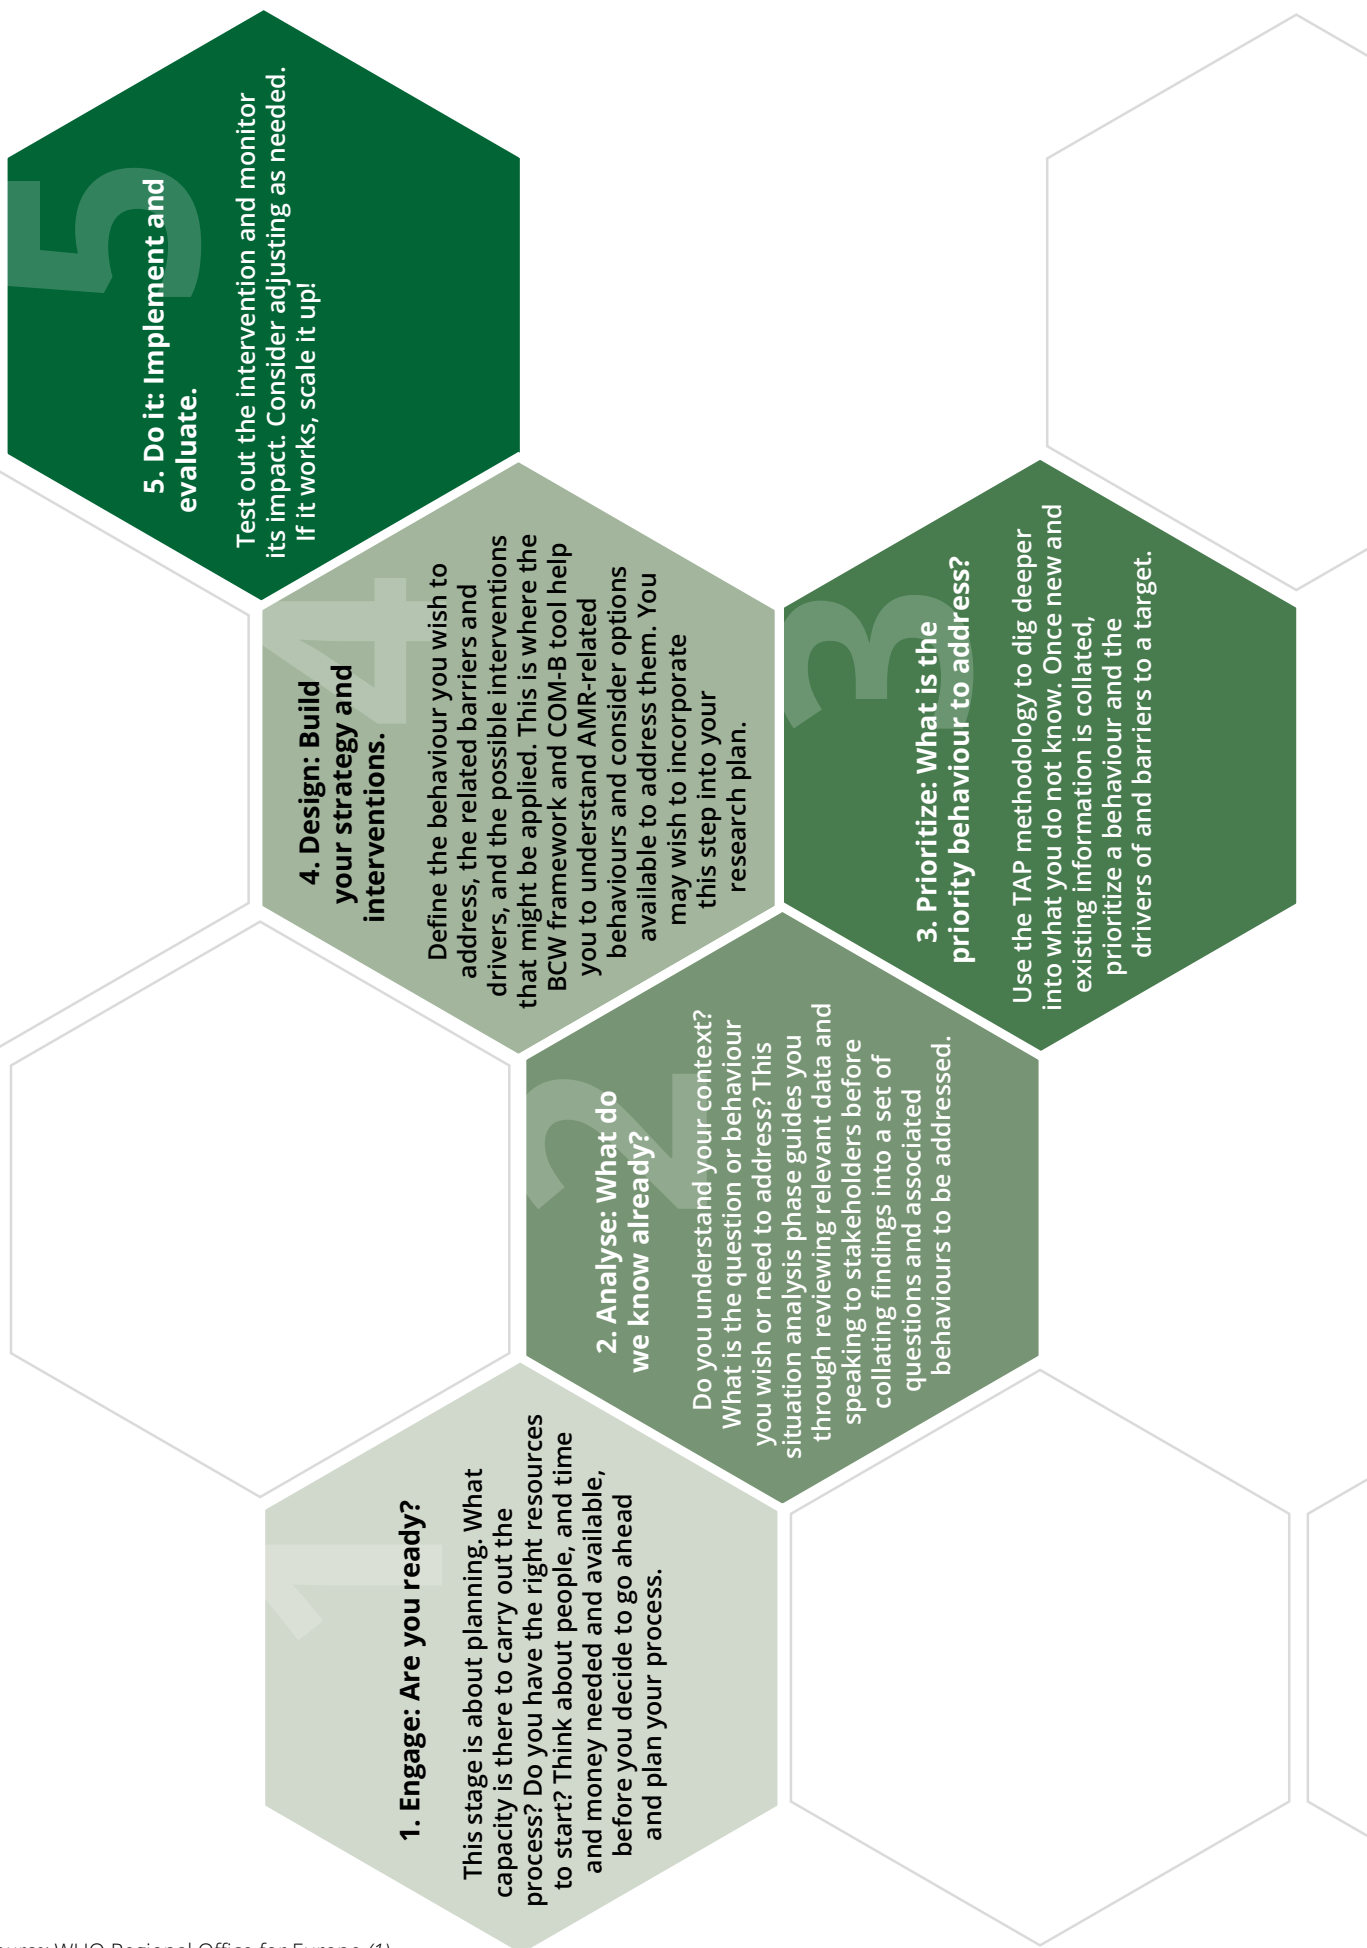 1. Engage: Are you ready?
This stage is about planning. What
capacity is there to carry out the
process? Do you have the right resources
to start? Think about people, and time
and money needed and available,
before you decide to go ahead
and plan your process.
2. Analyse: What do
we know already?
Do you understand your context?
What is the question or behaviour
you wish or need to address? This
situation analysis phase guides you
through reviewing relevant data and
speaking to stakeholders before
collating findings into a set of
questions and associated
behaviours to be addressed.
3. Prioritize: What is the
priority behaviour to address?
Use the TAP methodology to dig deeper
into what you do not know. Once new and
existing information is collated,
prioritize a behaviour and the
drivers of and barriers to a target.
4. Design: Build
your strategy and
interventions.
Define the behaviour you wish to
address, the related barriers and
drivers, and the possible interventions
that might be applied. This is where the
BCW framework and COM-B tool help
you to understand AMR-related
behaviours and consider options
available to address them. You
may wish to incorporate
this step into your
research plan.
5. Do it: Implement and
evaluate.
Test out the intervention and monitor
its impact. Consider adjusting as needed.
If it works, scale it up!
1
2
3
4
5
WHO Regional Office for Europe (1)